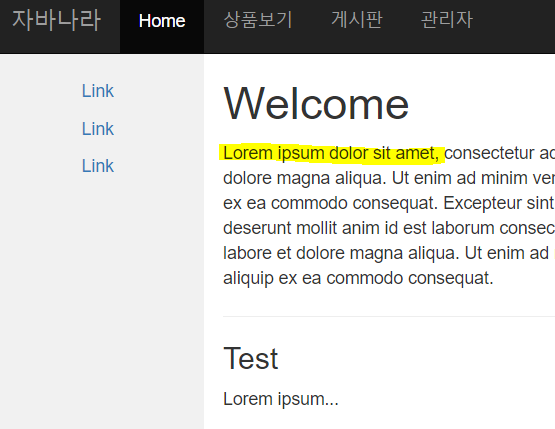 자바나라 Home 상품보기 게시판 관리자
Link
Link
Link
Welcome
Lorem ipsum dolor sit amet, consectetur
dolore magna aliqua. Ut enim ad minim
ex ea commodo consequat. Excepteur sint
deserunt mollit anim id est laborum
labore et dolore magna aliqua. Ut enim ad
aliquip ex ea commodo consequat.
Test
Lorem ipsum...